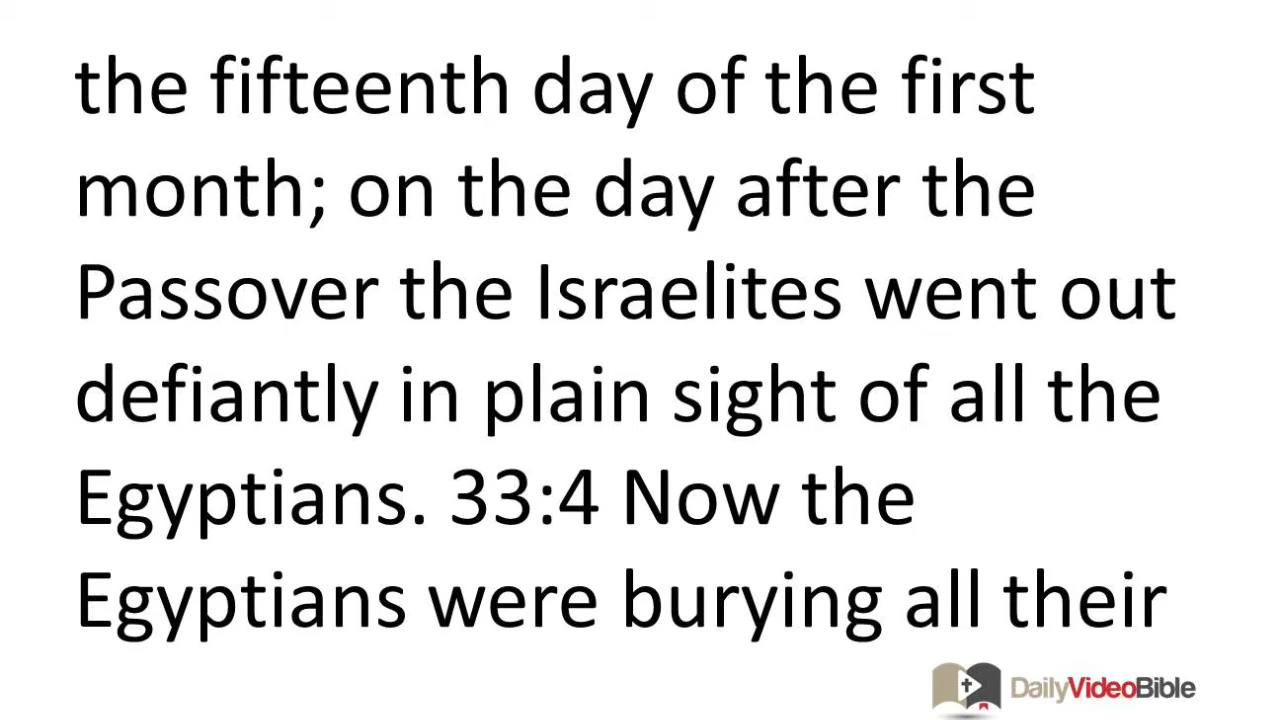 the fifteenth day of the first
month; on the day after the
Passover the Israelites went out
defiantly in plain sight of all the
Egyptians. 33:4 Now the
Egyptians were burying all their
DailyVideoBible